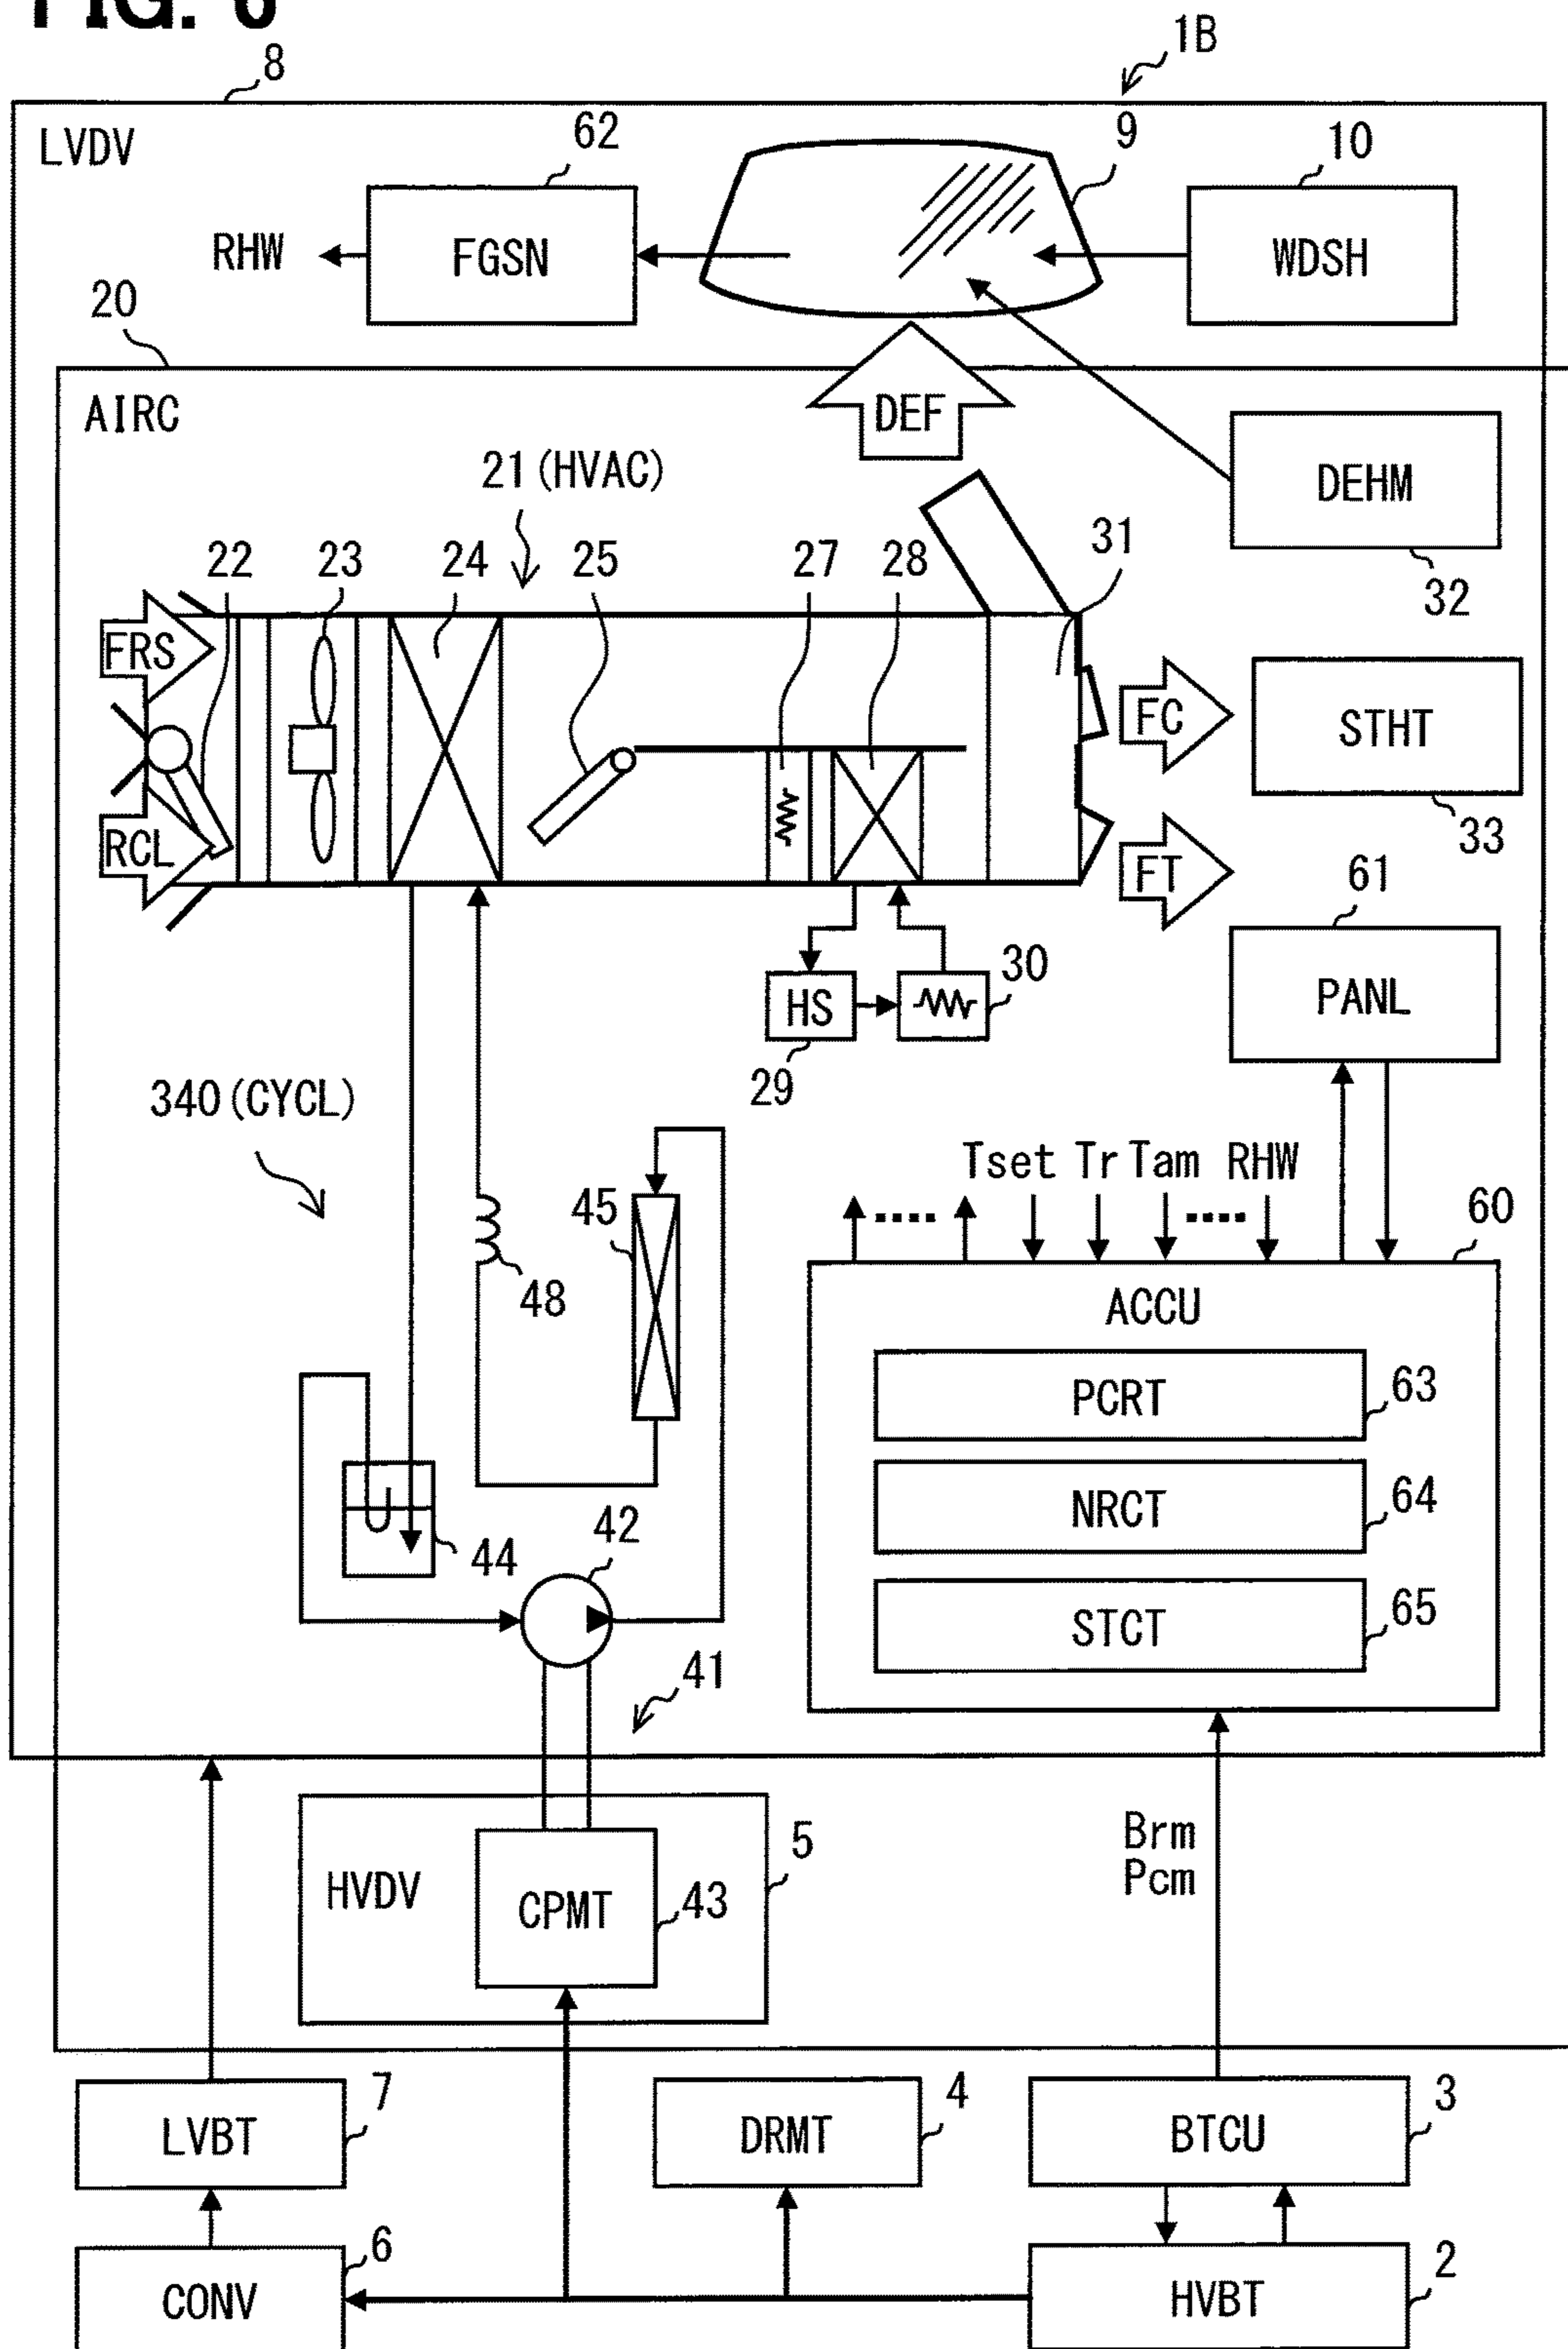 FIG. 6
8
1B
LVDV
62
9
10
RHW
FGSN
WDSH
20
AIRC
DEF
21(HVAC)
DEHM
22
23
24
25
27
28
31
32
FRS
FC
STHT
RCL
33
FT
61
HS
30
PANL
29
340(CYCL)
Tset Tr Tam RHW
45
60
48
ACCU
PCRT
63
NRCT
64
42
44
STCT
65
41
Brm
Pcm
5
HVDV
CPMT
43
7
4
3
LVBT
DRMT
BTCU
6
2
CONV
HVBT